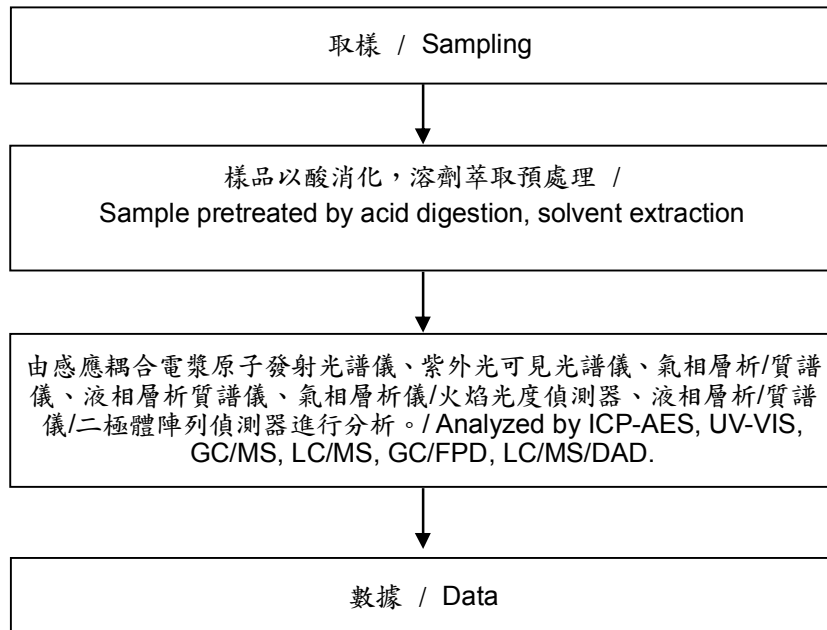 取樣 / Sampling
樣品以酸消化，溶劑萃取預處理 /
Sample pretreated by acid digestion, solvent extraction
由感應耦合電漿原子發射光譜儀、紫外光可見光譜儀、氣相層析/質譜
儀、液相層析質譜儀、氣相層析儀/火焰光度偵測器、液相層析/質譜
儀/二極體陣列偵測器進行分析。/ Analyzed by ICP-AES, UV-VIS,
GC/MS, LC/MS, GC/FPD, LC/MS/DAD.
數據 / Data